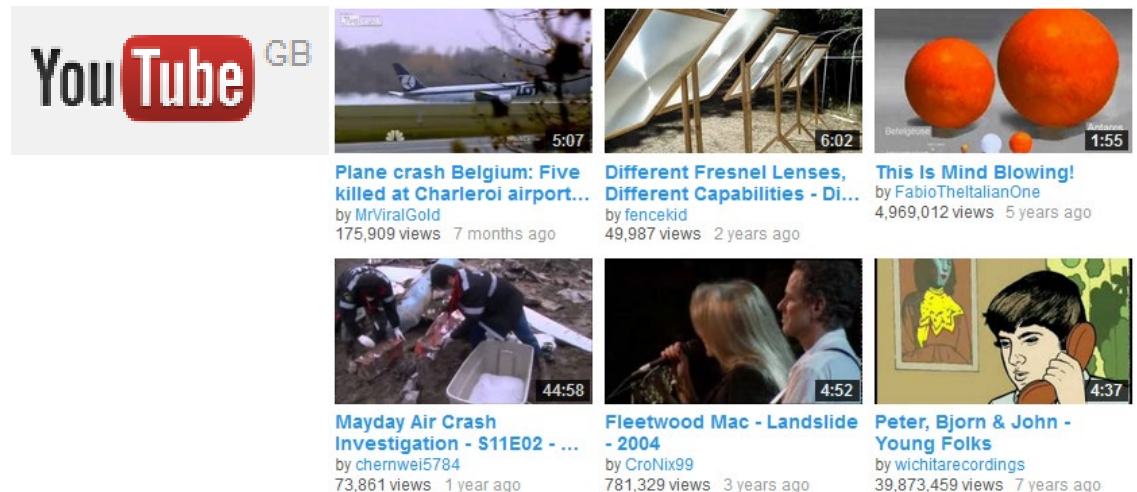 YouTube GB
5:07
6:02
Betelgeuse
Antares
1:55
Plane crash Belgium: Five
killed at Charleroi airport...
by MrViralGold
175,909 views 7 months ago
Different Fresnel Lenses,
Different Capabilities - Di...
by fencekid
49,987 views 2 years ago
This Is Mind Blowing!
by FabioTheItalianOne
4,969,012 views 5 years ago
44:58
4:52
4:37
Mayday Air Crash
Investigation - S11E02 - ...
by chernwei5784
73,861 views 1 year ago
Fleetwood Mac - Landslide
- 2004
by CroNix99
781,329 views 3 years ago
Peter, Bjorn & John -
Young Folks
by wichitarecordings
39,873,459 views 7 years ago